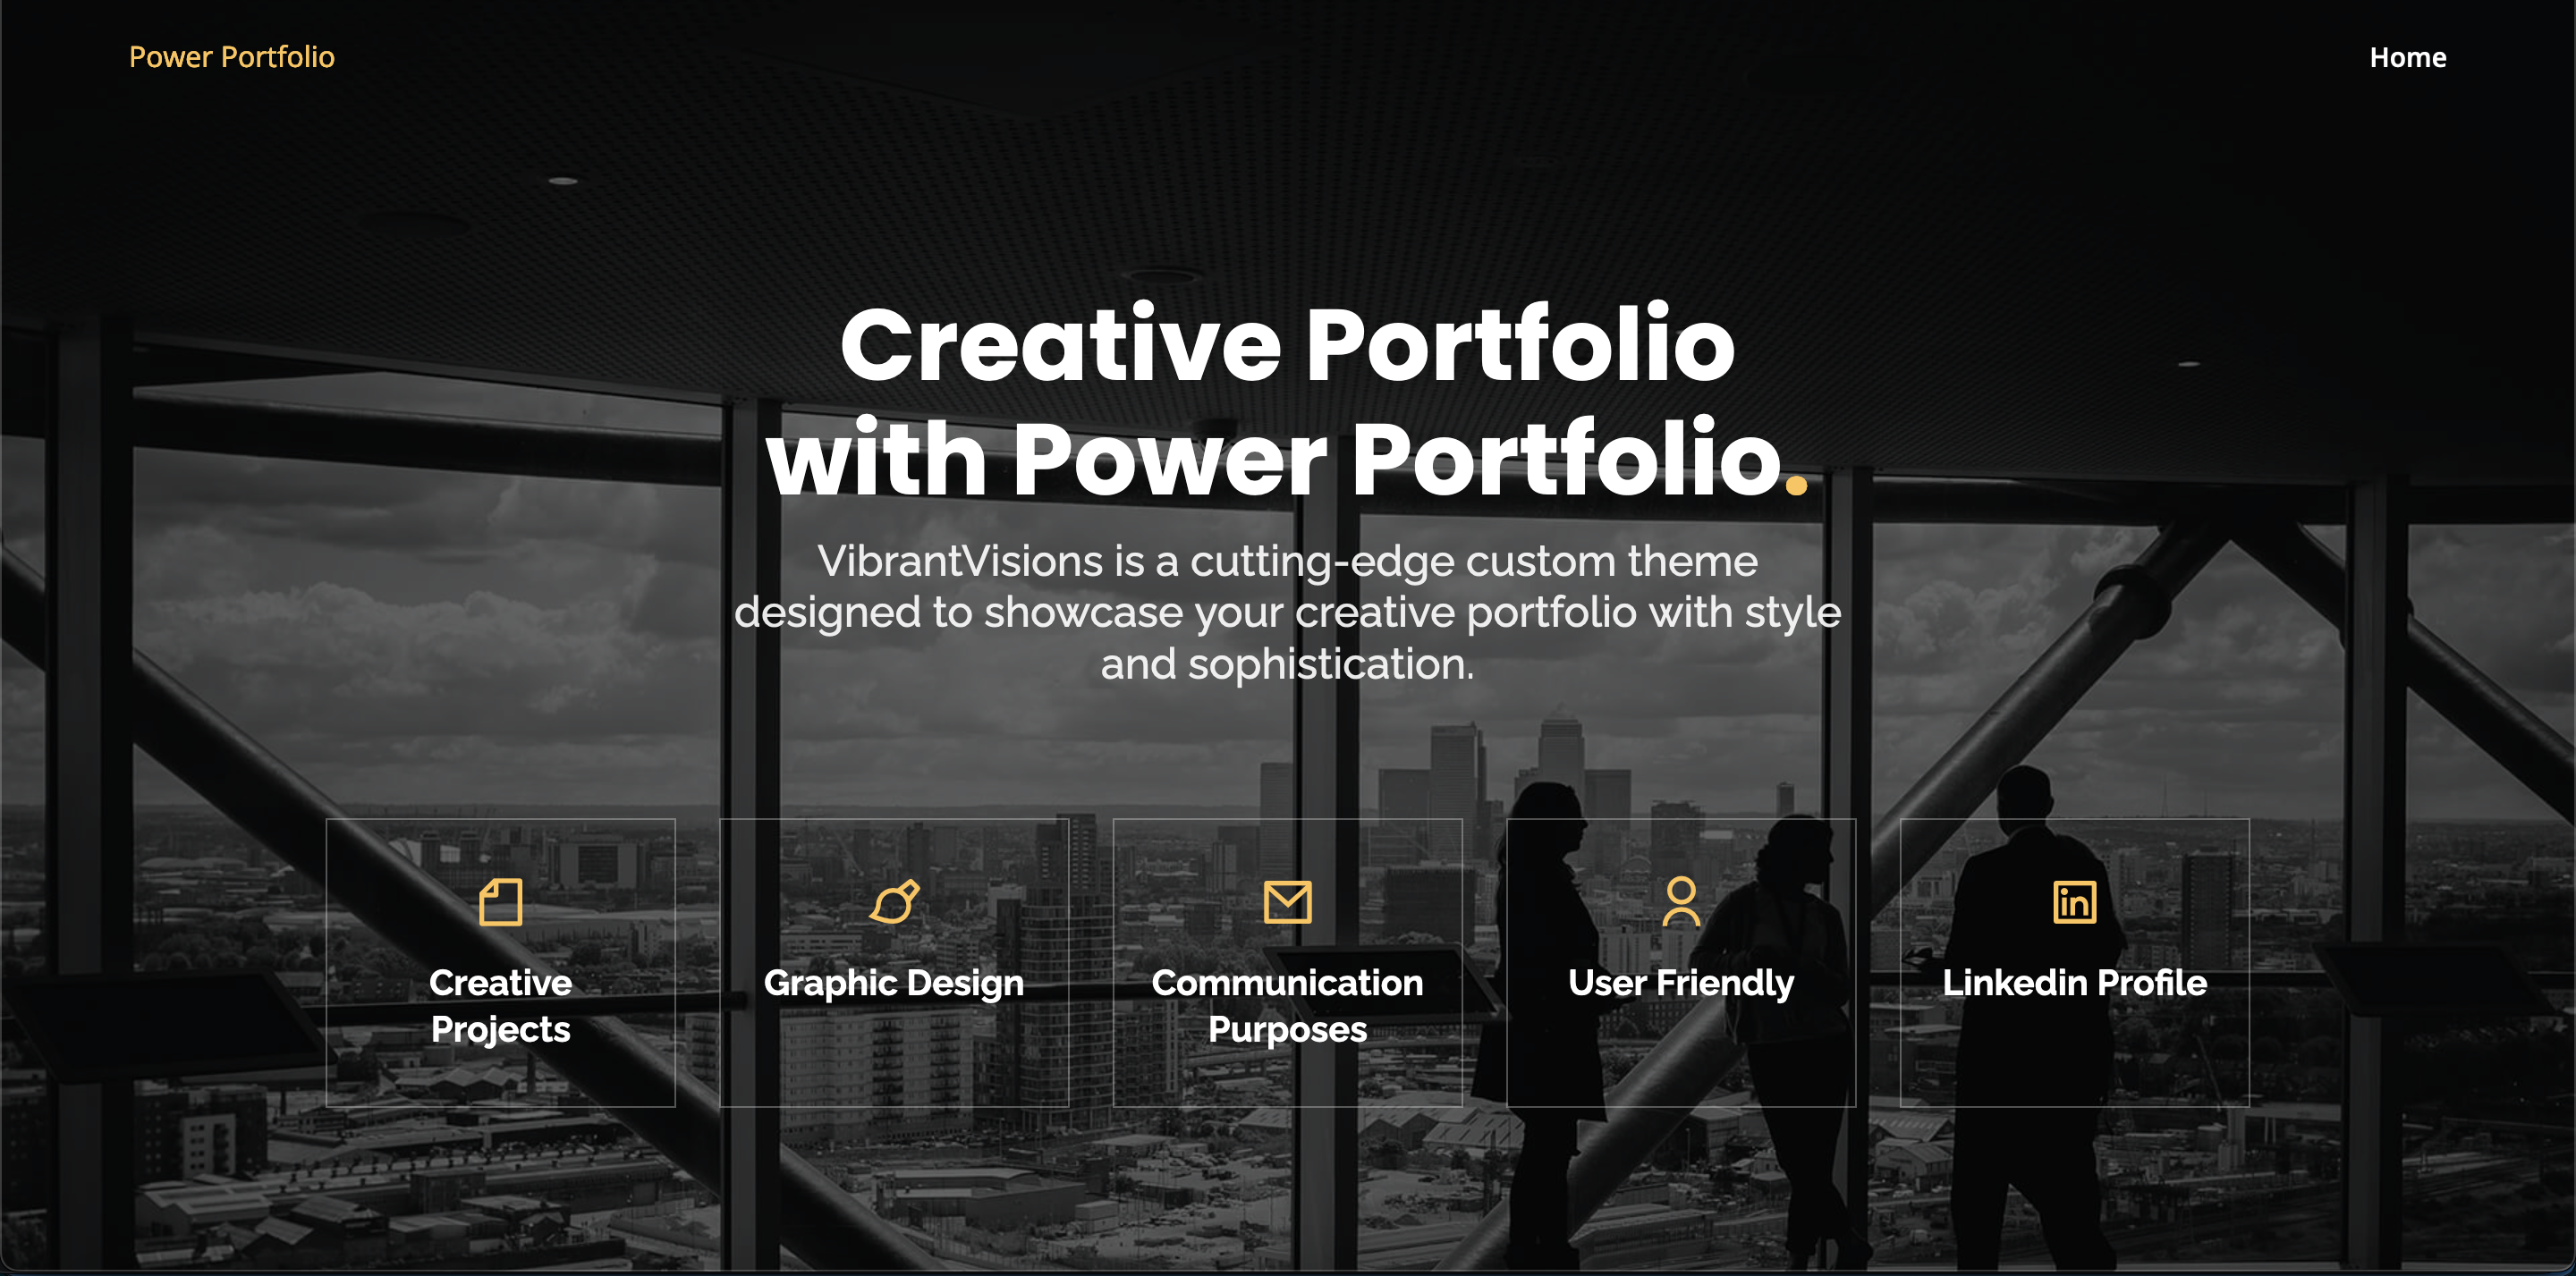 Power Portfolio
Home
Creative Portfolio
with Power Portfolio.
VibrantVisions is a cutting-edge custom theme
designed to showcase your creative portfolio with style
and sophistication.
Creative
Projects
Graphic Design
Communication
Purposes
User Friendly
Linkedin Profile